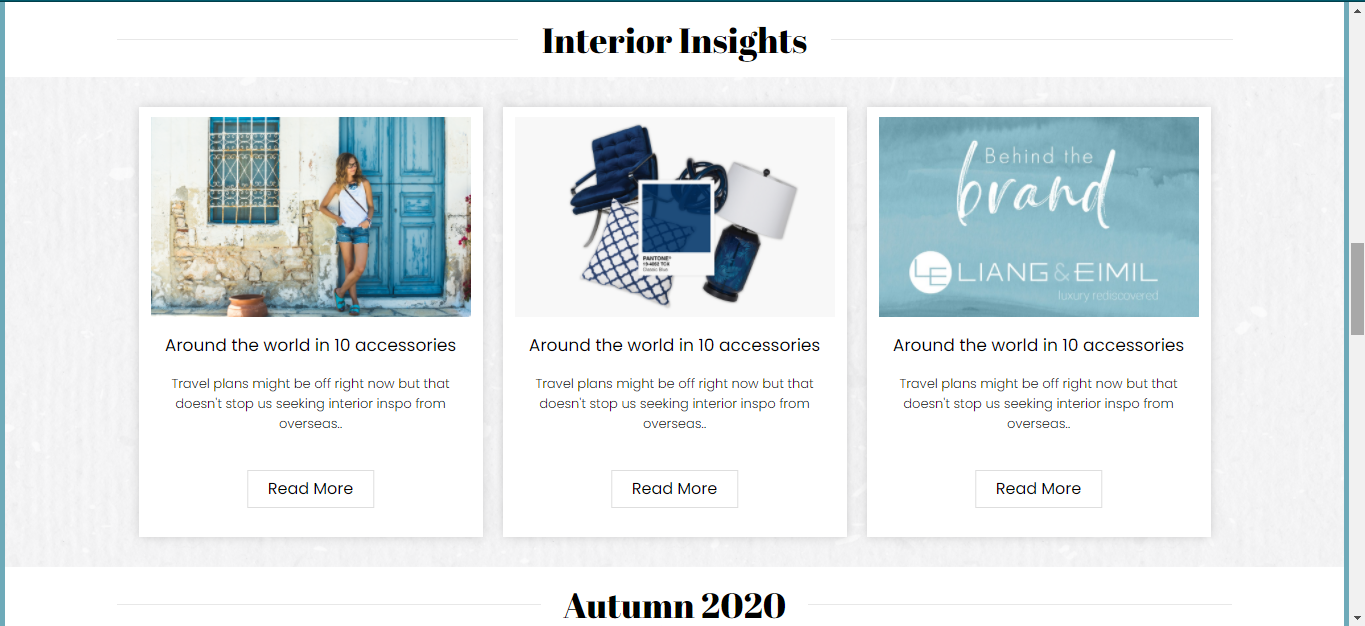 Interior Insights
Behind the
brand
PANTONE®
19-4052 TCX
Classic Blue
LE LIANG & EIMIL
luxury rediscovered
Around the world in 10 accessories
Travel plans might be off right now but that
doesn't stop us seeking interior inspo from
overseas..
Read More
Around the world in 10 accessories
Travel plans might be off right now but that
doesn't stop us seeking interior inspo from
overseas..
Read More
Around the world in 10 accessories
Travel plans might be off right now but that
doesn't stop us seeking interior inspo from
overseas..
Read More
Autumn 2020